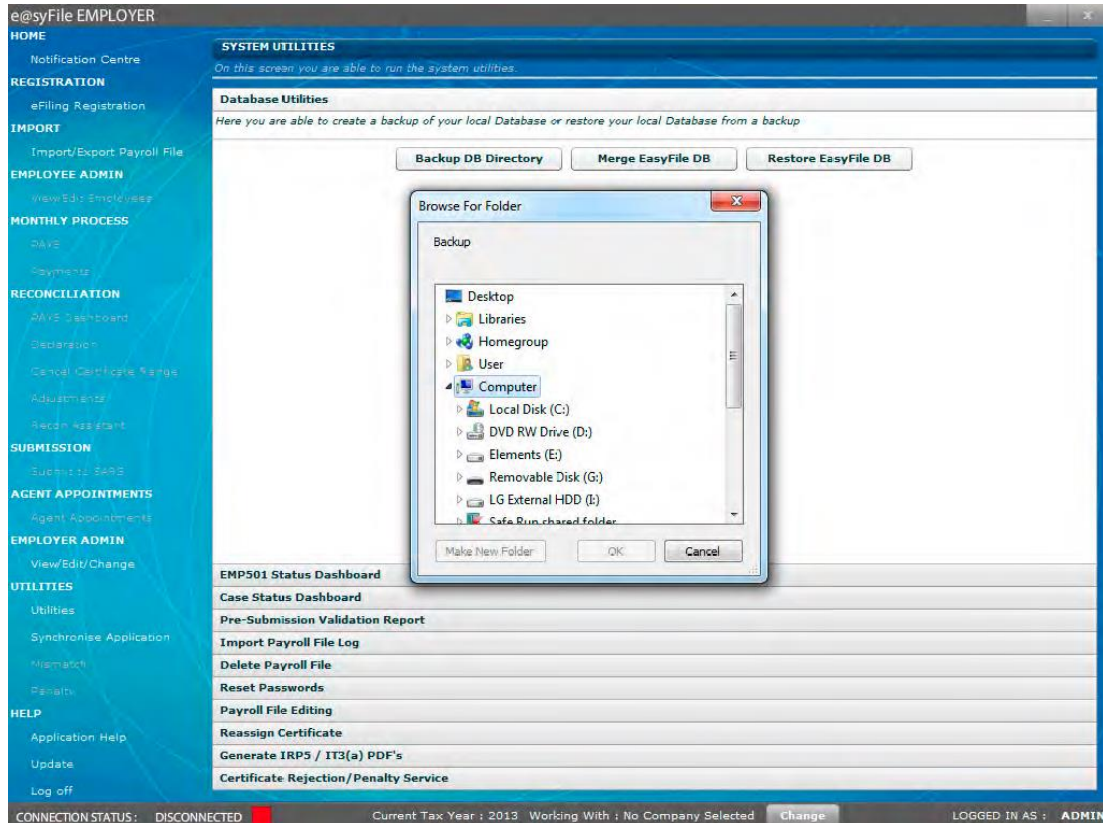 e@syFile EMPLOYER
HOME
Notification Centre
REGISTRATION
eFiling Registration
IMPORT
Import/Export Payroll File
EMPLOYEE ADMIN
View/Edit Employees
MONTHLY PROCESS
PAYE
Payments
RECONCILIATION
PAYE Dashboard
Declaration
Cancel Certificate Range
Adjustments
Recon Assistant
SUBMISSION
Submit to SARS
AGENT APPOINTMENTS
Agent Appointments
EMPLOYER ADMIN
View/Edit/Change
UTILITIES
Utilities
Synchronise Application
Mismatch
Penalty
HELP
Application Help
Update
Log off
SYSTEM UTILITIES
On this screen you are able to run the system utilities.
Database Utilities
Here you are able to create a backup of your local Database or restore your local Database from a backup
Backup DB Directory Merge EasyFile DB Restore EasyFile DB
Browse For Folder
Backup
Desktop
Libraries
Homegroup
User
Computer
Local Disk (C:)
DVD RW Drive (D:)
Elements (E:)
Removable Disk (G:)
LG External HDD (I:)
Safe Run shared folder
Make New Folder OK Cancel
EMP501 Status Dashboard
Case Status Dashboard
Pre-Submission Validation Report
Import Payroll File Log
Delete Payroll File
Reset Passwords
Payroll File Editing
Reassign Certificate
Generate IRP5 / IT3(a) PDF's
Certificate Rejection/Penalty Service
CONNECTION STATUS : DISCONNECTED Current Tax Year : 2013 Working With : No Company Selected Change LOGGED IN AS : ADMIN